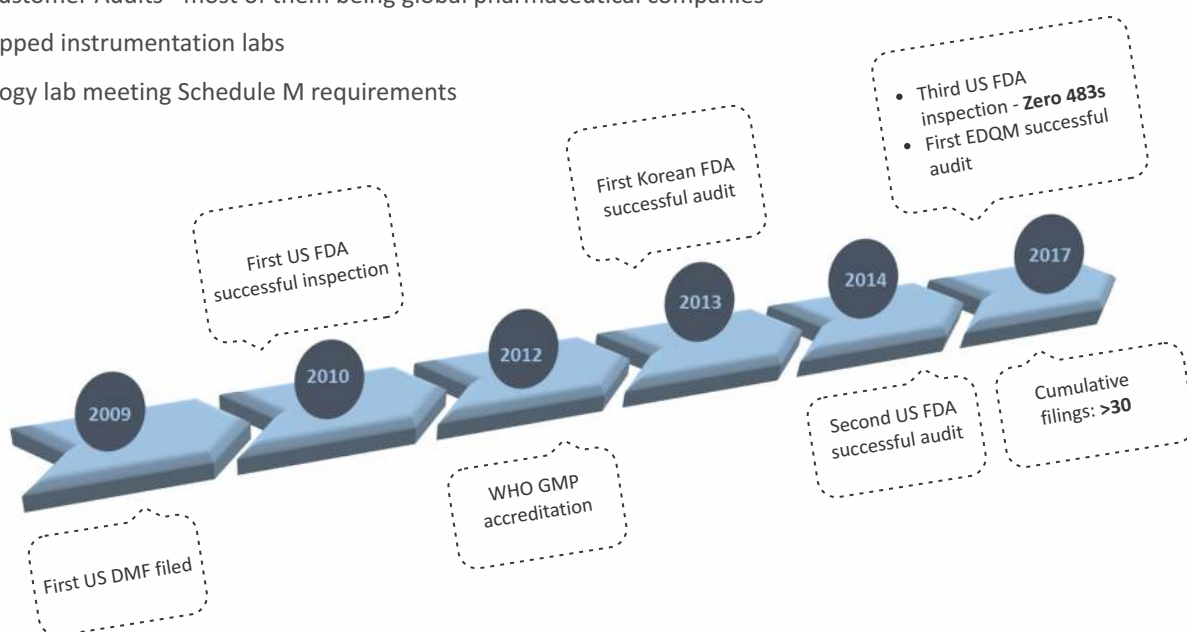 ustomer Audits - most of them being global pharmaceutical companies
pped instrumentation labs
ogy lab meeting Schedule M requirements
• Third US FDA
inspection - Zero 483s
• First EDQM successful
audit
First Korean FDA
successful audit
First US FDA
successful inspection
2017
2014
2013
2012
2010
2009
Second US FDA
successful audit
Cumulative
filings: >30
WHO GMP
accreditation
First US DMF filed